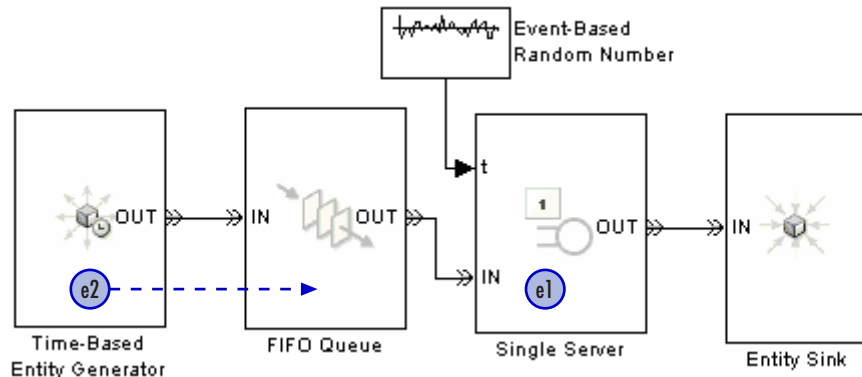 Event-Based
Random Number
OUT
IN
OUT
t
IN
1
OUT
IN
e2
e1
Time-Based
Entity Generator
FIFO Queue
Single Server
Entity Sink